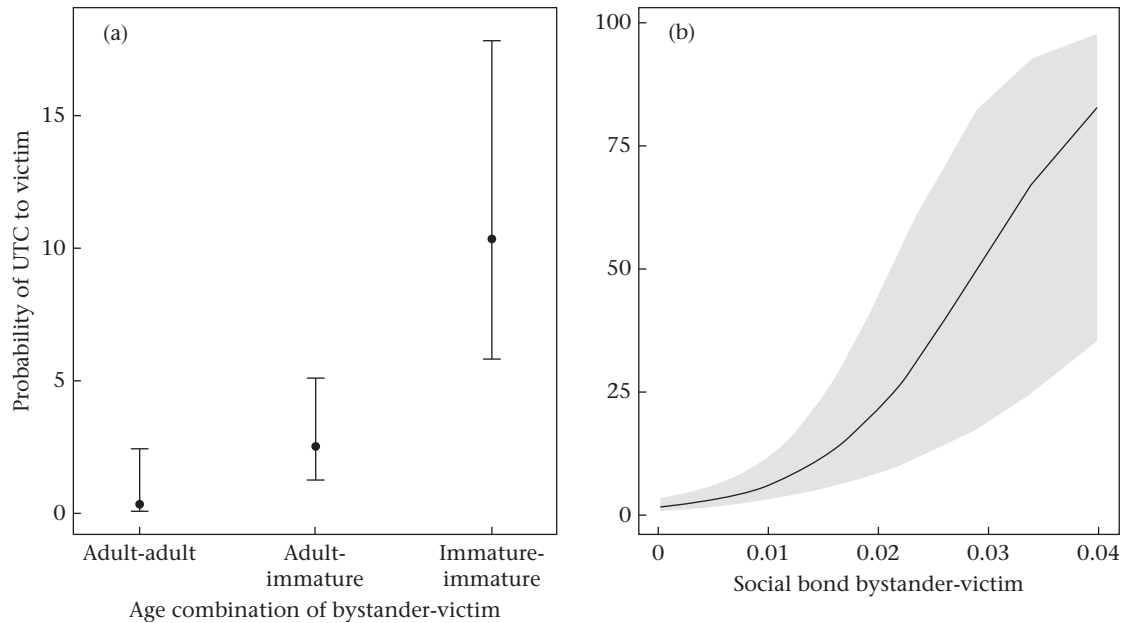 (a)
Probability of UTC to victim
15
10
5
0
Adult-adult
Adult-
immature
Immature-
immature
Age combination of bystander-victim
(b)
100
75
50
25
0
0
0.01
0.02
0.03
0.04
Social bond bystander-victim